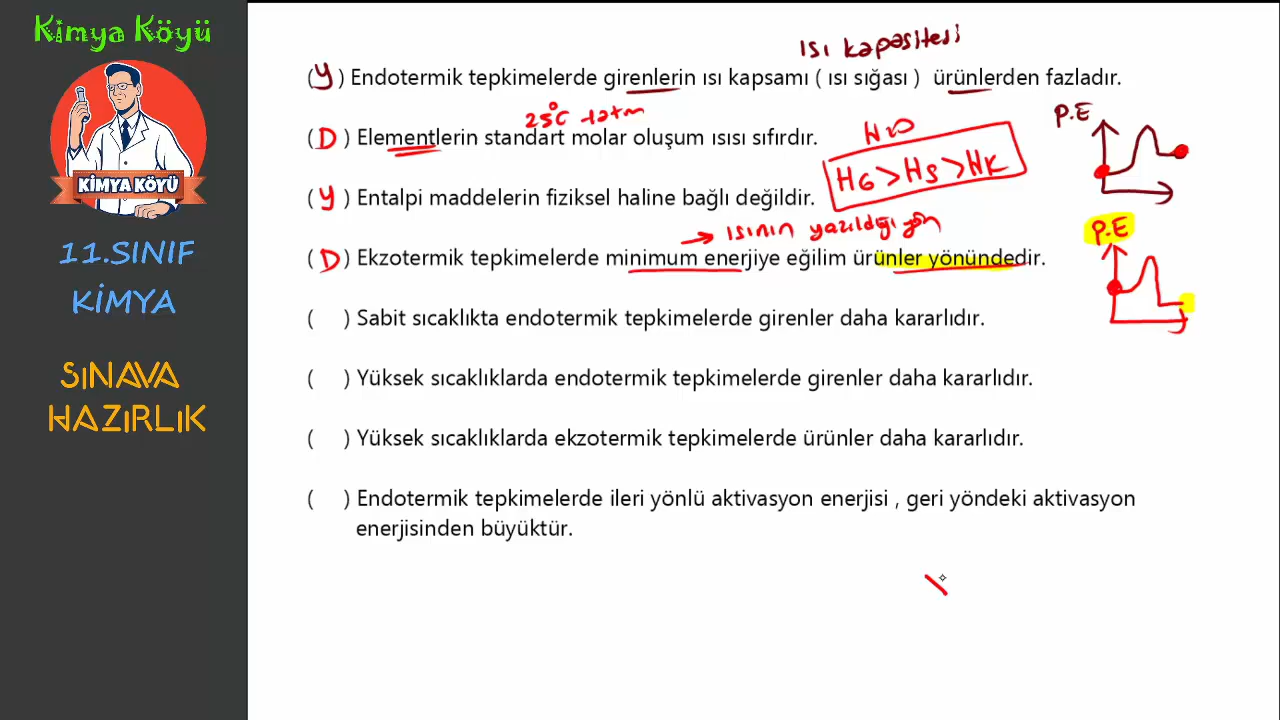 Kimya Köyü
KİMYA KÖYÜ
11.SINIF
KİMYA
SINAVA
HAZIRLIK
ısı kapasitesi
(Y) Endotermik tepkimelerde girenlerin ısı kapsamı ( ısı sığası ) ürünlerden fazladır.
25°C 1atm
P.E
(D) Elementlerin standart molar oluşum ısısı sıfırdır.
H2O
HG>HS>HK
(Y) Entalpi maddelerin fiziksel haline bağlı değildir.
→ ısının yazıldığı yön
P.E
(D) Ekzotermik tepkimelerde minimum enerjiye eğilim ürünler yönündedir.
( ) Sabit sıcaklıkta endotermik tepkimelerde girenler daha kararlıdır.
( ) Yüksek sıcaklıklarda endotermik tepkimelerde girenler daha kararlıdır.
( ) Yüksek sıcaklıklarda ekzotermik tepkimelerde ürünler daha kararlıdır.
( ) Endotermik tepkimelerde ileri yönlü aktivasyon enerjisi , geri yöndeki aktivasyon
enerjisinden büyüktür.